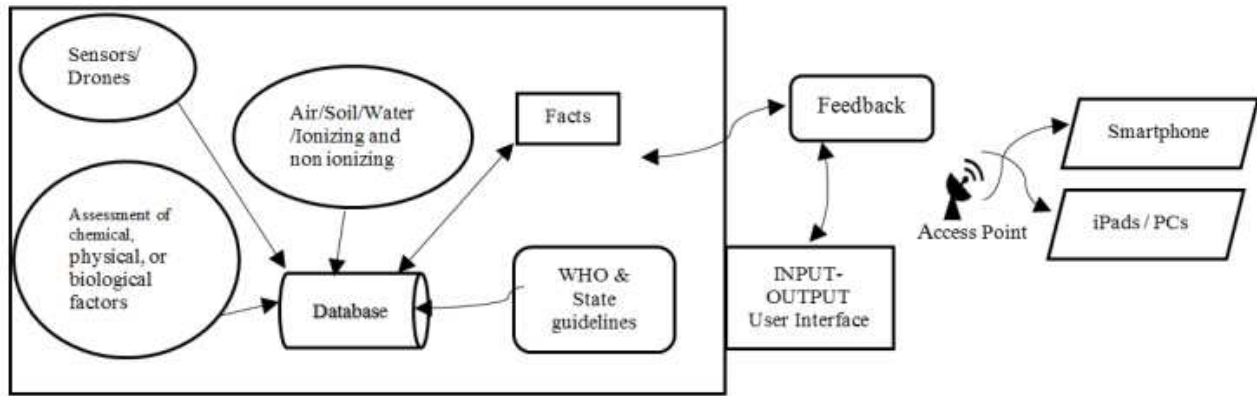 Sensors/
Drones
Air/Soil/Water
/Ionizing and
non ionizing
Facts
Feedback
Smartphone
Assessment of
chemical,
physical, or
biological
factors
Database
WHO &
State
guidelines
INPUT-
OUTPUT
User Interface
Access Point
iPads / PCs